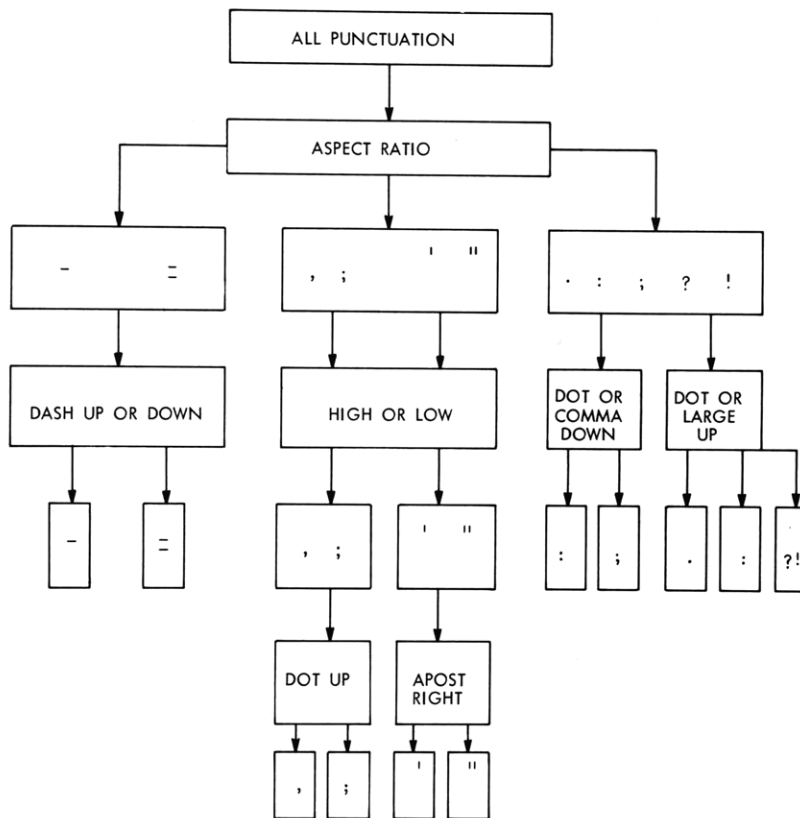 ALL PUNCTUATION
ASPECT RATIO
- =
, ; ' "
. : ; ? !
DASH UP OR DOWN
HIGH OR LOW
DOT OR
COMMA
DOWN
DOT OR
LARGE
UP
-
=
, ;
' "
:
;
.
:
?!
DOT UP
APOST
RIGHT
,
;
'
"